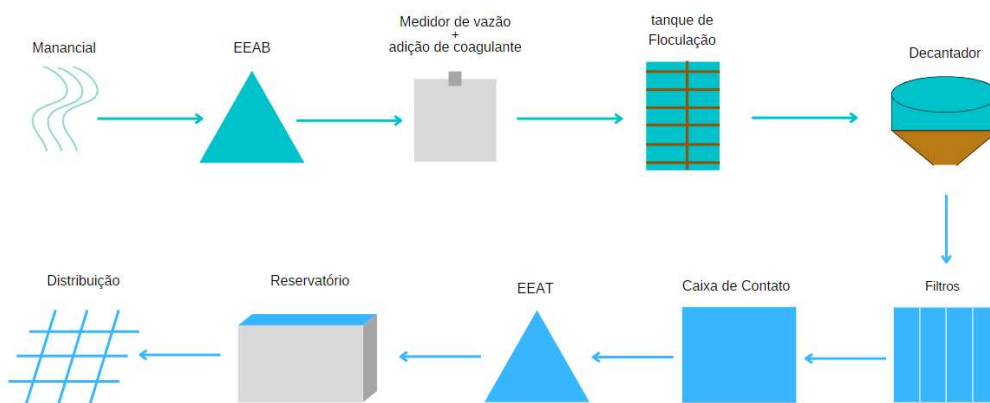 Manancial
EEAB
Medidor de vazão
+
adição de coagulante
tanque de
Floculação
Decantador
Distribuição
Reservatório
EEAT
Caixa de Contato
Filtros